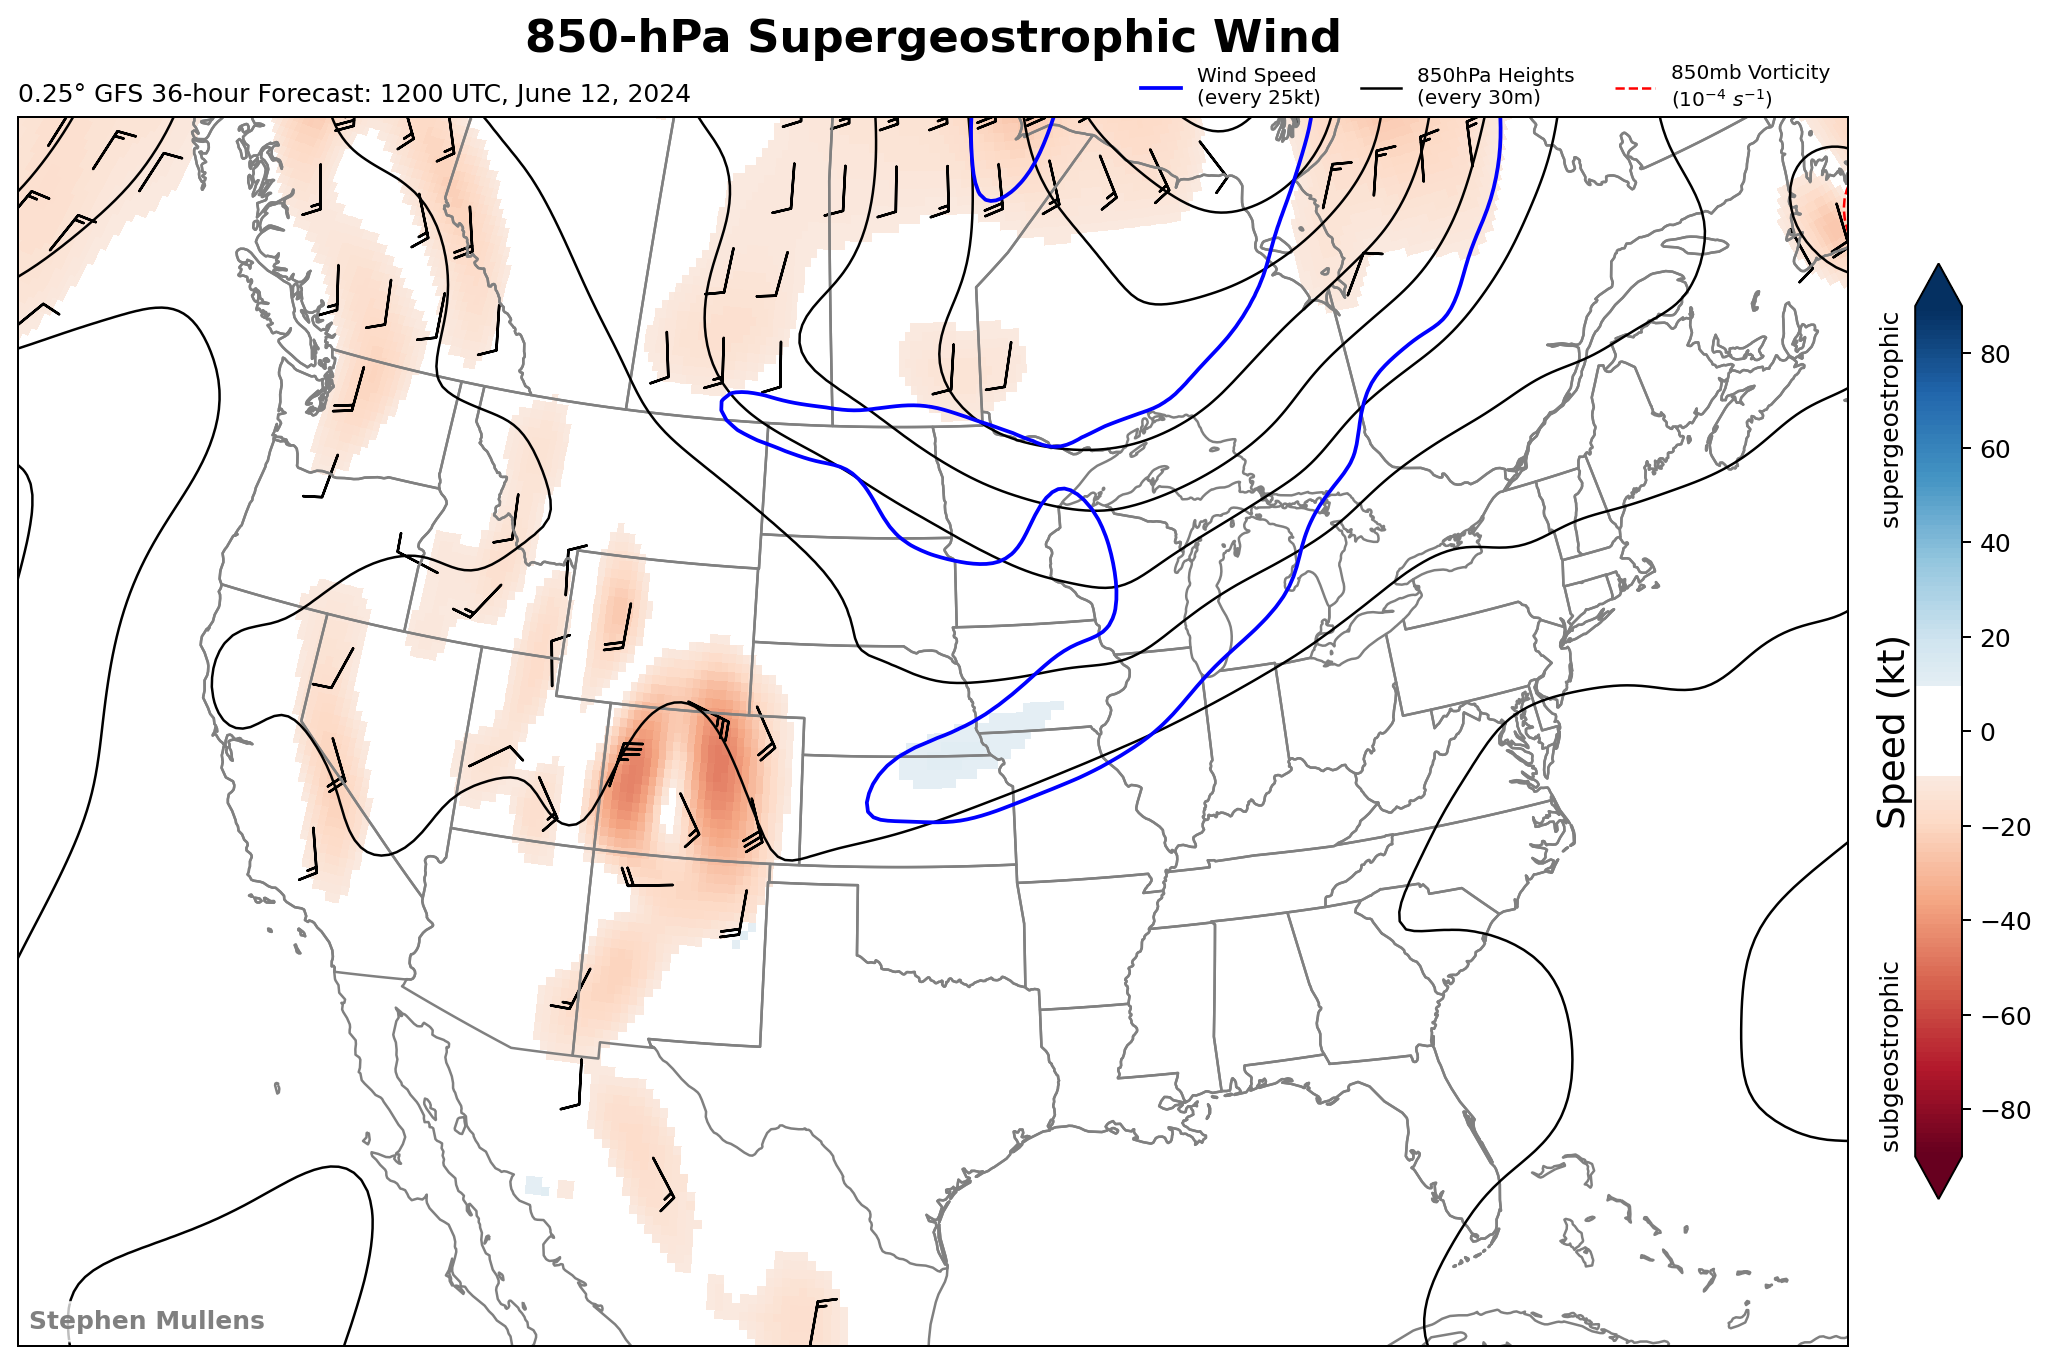 850-hPa Supergeostrophic Wind
0.25° GFS 36-hour Forecast: 1200 UTC, June 12, 2024
Wind Speed
(every 25kt)
850hPa Heights
(every 30m)
850mb Vorticity
(10⁻⁴ s⁻¹)
supergeostrophic
Speed (kt)
subgeostrophic
80
60
40
20
0
−20
−40
−60
−80
Stephen Mullens